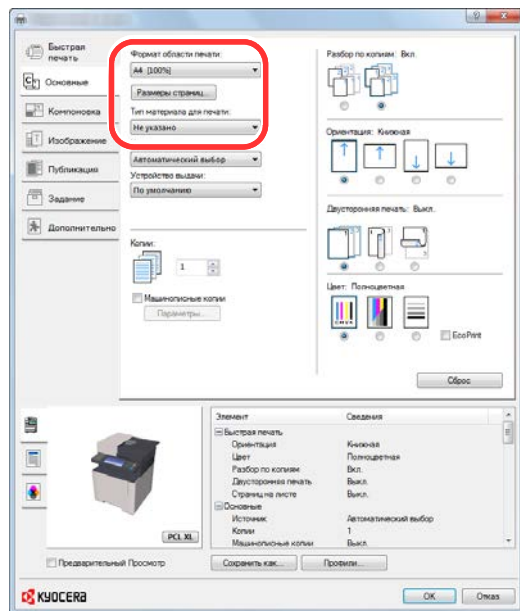 Быстрая
печать
Основные
Компоновка
Изображение
Публикация
Задание
Дополнительно
Формат области печати:
A4 [100%]
Размеры страниц...
Тип материала для печати:
Не указано
Автоматический выбор
Устройство выдачи:
По умолчанию
Копии:
1
Машинописные копии
Параметры...
Разбор по копиям: Вкл.
Ориентация: Книжная
Двусторонняя печать: Выкл.
Цвет: Полноцветная
CMYK
EcoPrint
Сброс
Элемент Сведения
Быстрая печать
Ориентация Книжная
Цвет Полноцветная
Разбор по копиям Вкл.
Двусторонняя печать Выкл.
Страниц на листе Выкл.
Основные
Источник Автоматический выбор
Копии 1
Машинописные копии Выкл.
PCL XL
Предварительный Просмотр
Сохранить как...
Профили...
KYOCERA
OK
Отказ